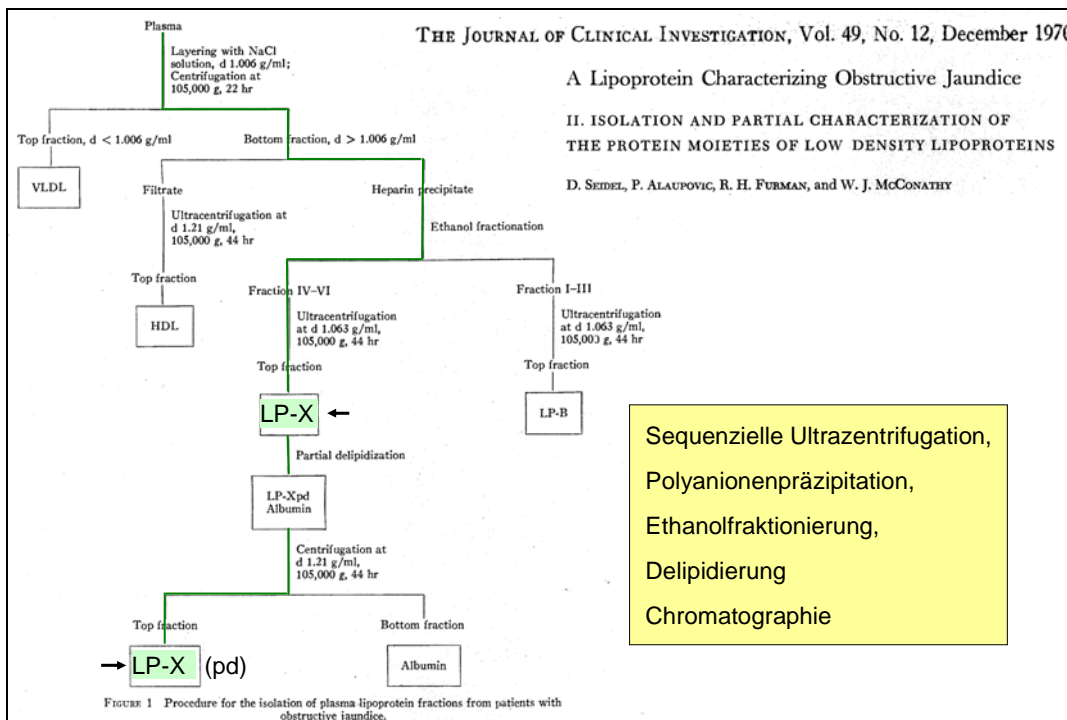 Plasma
THE JOURNAL OF CLINICAL INVESTIGATION, Vol. 49, No. 12, December 1970
A Lipoprotein Characterizing Obstructive Jaundice
II. ISOLATION AND PARTIAL CHARACTERIZATION OF
THE PROTEIN MOIETIES OF LOW DENSITY LIPOPROTEINS
D. SEIDEL, P. ALAUPOVIC, R. H. FURMAN, and W. J. MCCONATHY
Layering with NaCl
solution, d 1.006 g/ml;
Centrifugation at
105,000 g, 22 hr
Top fraction, d < 1.006 g/ml
Bottom fraction, d > 1.006 g/ml
VLDL
Filtrate
Heparin precipitate
Ultracentrifugation at
d 1.21 g/ml,
105,000 g, 44 hr
Ethanol fractionation
Top fraction
HDL
Fraction IV–VI
Fraction I–III
Ultracentrifugation
at d 1.063 g/ml,
105,000 g, 44 hr
Ultracentrifugation
at d 1.063 g/ml,
105,000 g, 44 hr
Top fraction
Top fraction
LP-X
LP-B
Partial delipidization
LP-Xpd
Albumin
Centrifugation at
d 1.21 g/ml,
105,000 g, 44 hr
Top fraction
Bottom fraction
LP-X (pd)
Albumin
FIGURE 1 Procedure for the isolation of plasma lipoprotein fractions from patients with
obstructive jaundice.
Sequenzielle Ultrazentrifugation,
Polyanionenpräzipitation,
Ethanolfraktionierung,
Delipidierung
Chromatographie